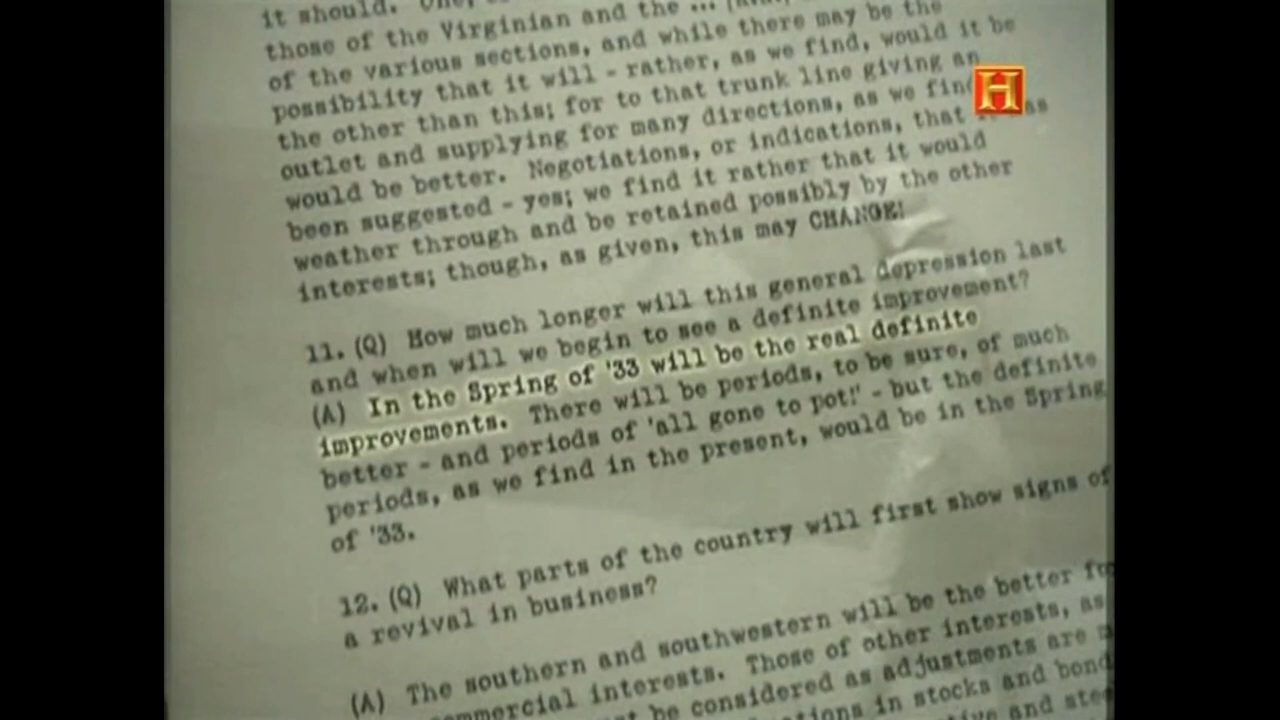 it should. One,
those of the Virginian and the ...
of the various sections, and while there may be the
possibility that it will - rather, as we find, would it be
the other than this; for to that trunk line giving an
outlet and supplying for many directions, as we find
would be better. Negotiations, or indications, that as
been suggested - yes; we find it rather that it would
weather through and be retained possibly by the other
interests; though, as given, this may CHANGE!
H
11. (Q) How much longer will this general depression last
and when will we begin to see a definite improvement?
(A) In the Spring of '33 will be the real definite
improvements. There will be periods, to be sure, of much
better - and periods of 'all gone to pot!' - but the definite
periods, as we find in the present, would be in the Spring
of '33.
12. (Q) What parts of the country will first show signs of
a revival in business?
(A) The southern and southwestern will be the better
commercial interests. Those of other interests, as
be considered as adjustments are
in stocks and bond
and